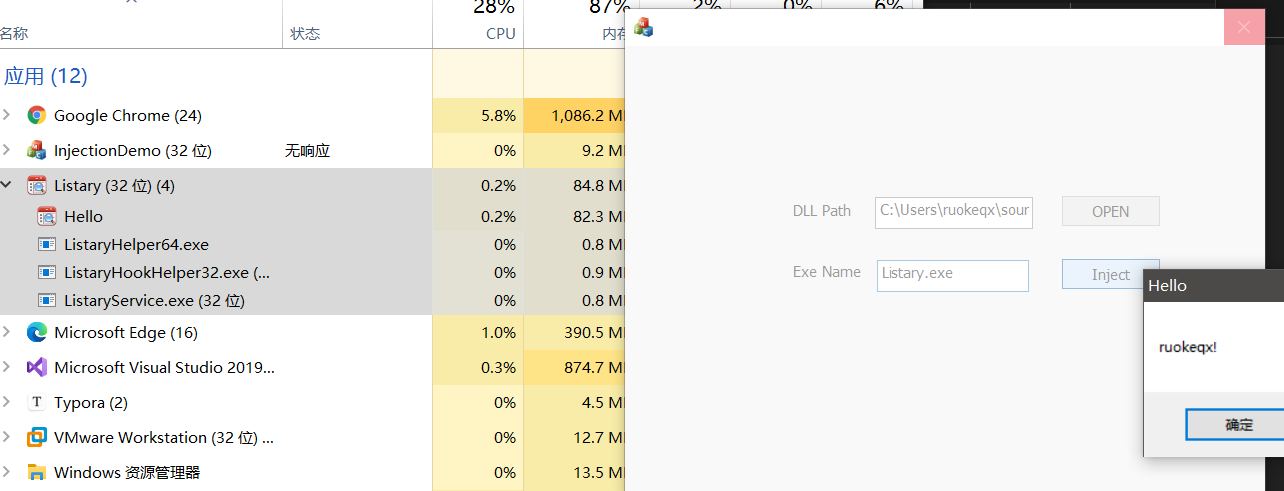 28% 87% 2% 0% 6%
名称 状态 CPU 内存
应用 (12)
Google Chrome (24) 5.8% 1,086.2 M
InjectionDemo (32 位) 无响应 0% 9.2 M
Listary (32 位) (4) 0.2% 84.8 M
Hello 0.2% 82.3 M
ListaryHelper64.exe 0% 0.8 M
ListaryHookHelper32.exe (... 0% 0.9 M
ListaryService.exe (32 位) 0% 0.8 M
Microsoft Edge (16) 1.0% 390.5 M
Microsoft Visual Studio 2019... 0.3% 874.7 M
Typora (2) 0% 4.5 M
VMware Workstation (32 位) ... 0% 12.7 M
Windows 资源管理器 0% 13.5 M
DLL Path C:\Users\ruokeqx\sour OPEN
Exe Name Listary.exe Inject
Hello
ruokeqx!
确定